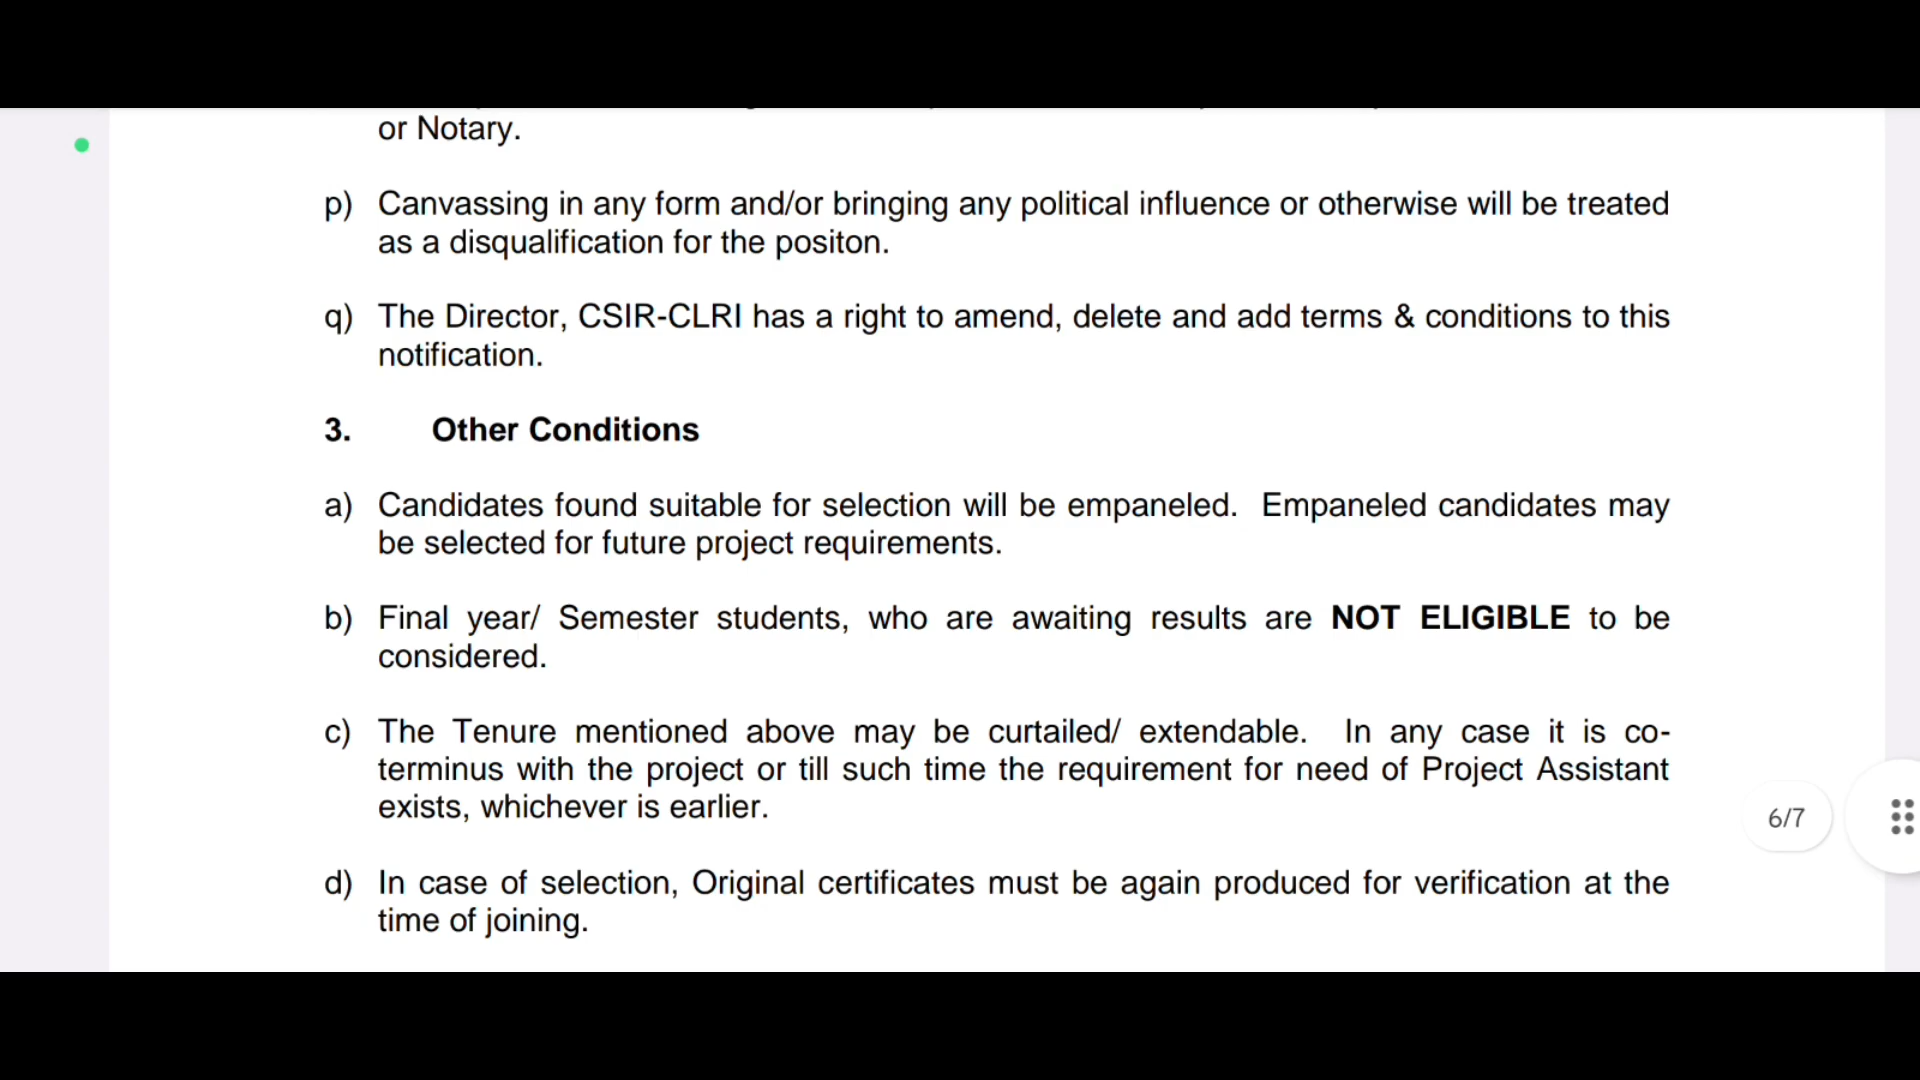 or Notary.
p) Canvassing in any form and/or bringing any political influence or otherwise will be treated
as a disqualification for the positon.
q) The Director, CSIR-CLRI has a right to amend, delete and add terms & conditions to this
notification.
3. Other Conditions
a) Candidates found suitable for selection will be empaneled. Empaneled candidates may
be selected for future project requirements.
b) Final year/ Semester students, who are awaiting results are NOT ELIGIBLE to be
considered.
c) The Tenure mentioned above may be curtailed/ extendable. In any case it is co-
terminus with the project or till such time the requirement for need of Project Assistant
exists, whichever is earlier.
6/7
d) In case of selection, Original certificates must be again produced for verification at the
time of joining.